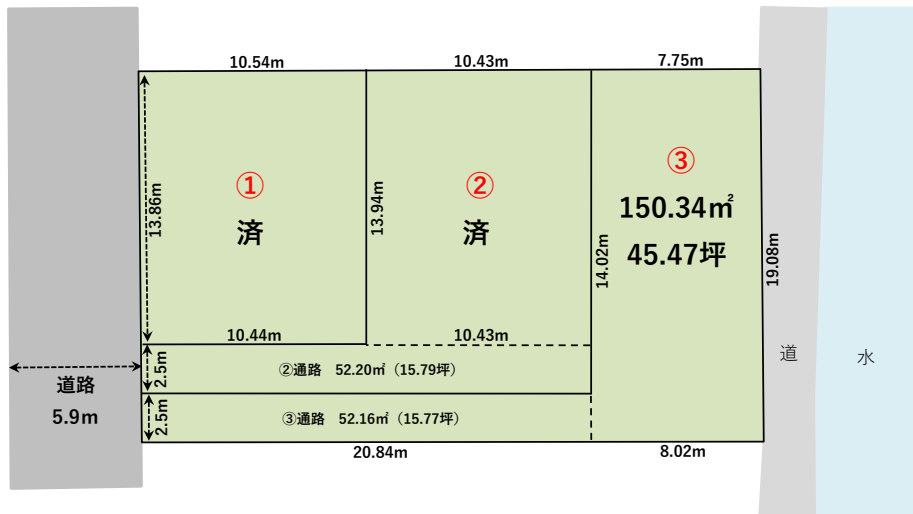 10.54m
10.43m
7.75m
①
済
②
済
③
150.34㎡
45.47坪
13.86m
13.94m
14.02m
19.08m
10.44m
10.43m
道
水
2.5m
②通路 52.20㎡（15.79坪）
道路
5.9m
2.5m
③通路 52.16㎡（15.77坪）
20.84m
8.02m